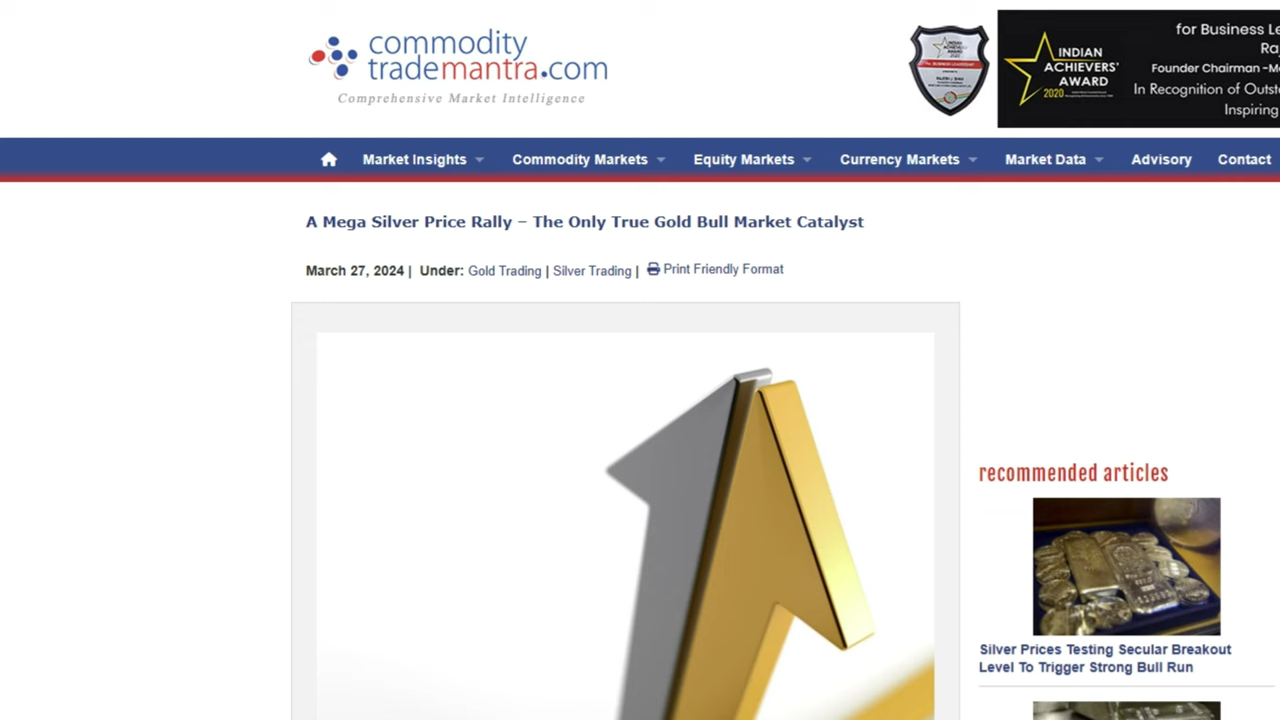 commodity
trademantra.com
Comprehensive Market Intelligence
INDIAN
ACHIEVERS'
AWARD
2020
for Business Le
Ra
Founder Chairman -M
In Recognition of Outst
Inspiring
Market Insights Commodity Markets Equity Markets Currency Markets Market Data Advisory Contact
A Mega Silver Price Rally – The Only True Gold Bull Market Catalyst
March 27, 2024 | Under: Gold Trading | Silver Trading | Print Friendly Format
recommended articles
Silver Prices Testing Secular Breakout
Level To Trigger Strong Bull Run